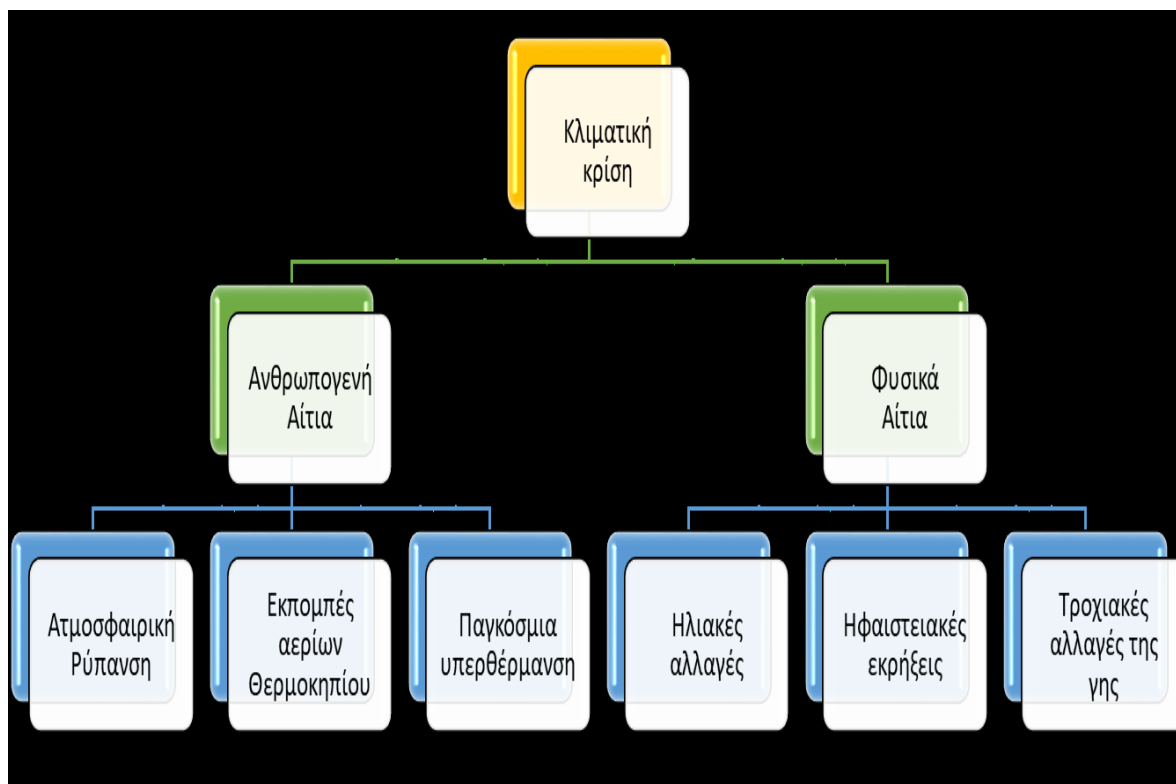 Κλιματική
κρίση
Ανθρωπογενή
Αίτια
Φυσικά
Αίτια
Ατμοσφαιρική
Ρύπανση
Εκπομπές
αερίων
Θερμοκηπίου
Παγκόσμια
υπερθέρμανση
Ηλιακές
αλλαγές
Ηφαιστειακές
εκρήξεις
Τροχιακές
αλλαγές της
γης